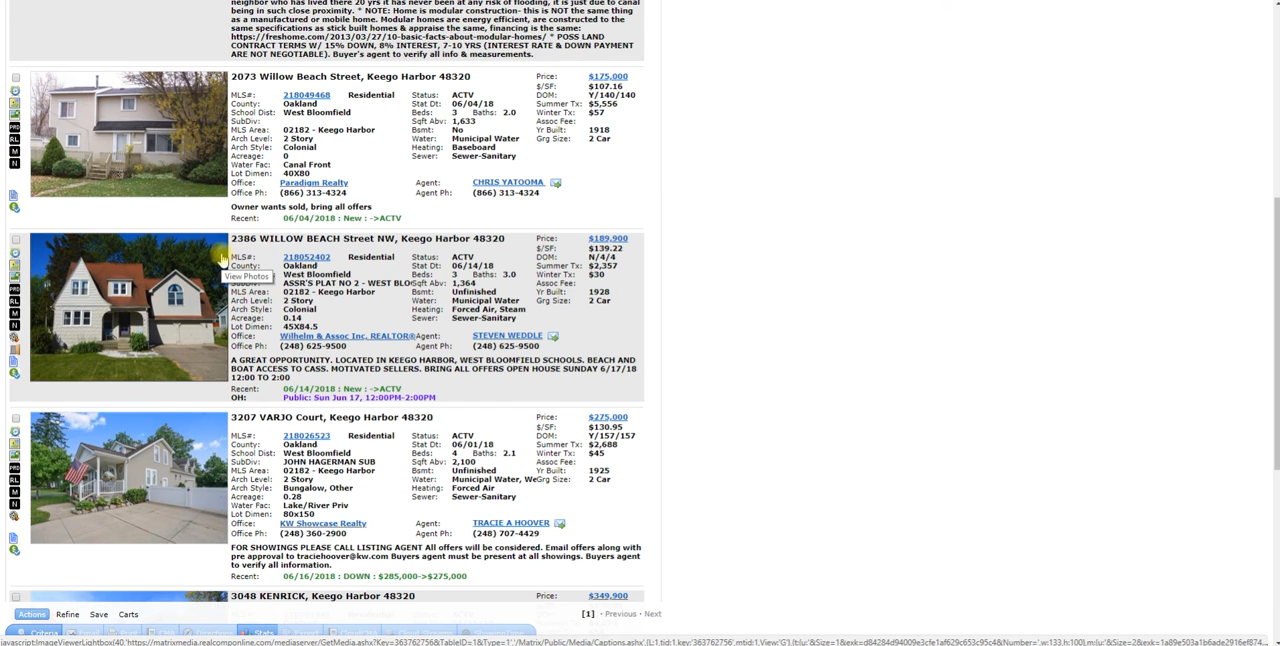 neighbor who has lived there 20 yrs it has never been at any risk of flooding, it is just due to canal
being in such close proximity. * NOTE: Home is modular construction- this is NOT the same thing
as a manufactured or mobile home. Modular homes are energy efficient, are constructed to the
same specifications as stick built homes & appraise the same, financing is the same:
https://freshome.com/2013/03/27/10-basic-facts-about-modular-homes/ * POSS LAND
CONTRACT TERMS W/ 15% DOWN, 8% INTEREST, 7-10 YRS (INTEREST RATE & DOWN PAYMENT
ARE NOT NEGOTIABLE). Buyer's agent to verify all info & measurements.
2073 Willow Beach Street, Keego Harbor 48320 Price: $175,000
$/SF: $107.16
MLS#: 218049468 Residential Status: ACTV DOM: Y/140/140
County: Oakland Stat Dt: 06/04/18 Summer Tx: $5,556
School Dist: West Bloomfield Beds: 3 Baths: 2.0 Winter Tx: $57
SubDiv: Sqft Abv: 1,633 Assoc Fee:
MLS Area: 02182 - Keego Harbor Bsmt: No Yr Built: 1918
Arch Level: 2 Story Water: Municipal Water Grg Size: 2 Car
Arch Style: Colonial Heating: Baseboard
Acreage: 0 Sewer: Sewer-Sanitary
Water Fac: Canal Front
Lot Dimen: 40X80
Office: Paradigm Realty Agent: CHRIS YATOOMA
Office Ph: (866) 313-4324 Agent Ph: (866) 313-4324
Owner wants sold, bring all offers
Recent: 06/04/2018 : New : ->ACTV
2386 WILLOW BEACH Street NW, Keego Harbor 48320 Price: $189,900
$/SF: $139.22
MLS#: 218052402 Residential Status: ACTV DOM: N/4/4
County: Oakland Stat Dt: 06/14/18 Summer Tx: $2,357
View Photos West Bloomfield Beds: 3 Baths: 3.0 Winter Tx: $30
ASSR'S PLAT NO 2 - WEST BLO Sqft Abv: 1,364 Assoc Fee:
MLS Area: 02182 - Keego Harbor Bsmt: Unfinished Yr Built: 1928
Arch Level: 2 Story Water: Municipal Water Grg Size: 2 Car
Arch Style: Colonial Heating: Forced Air, Steam
Acreage: 0.14 Sewer: Sewer-Sanitary
Lot Dimen: 45X84.5
Office: Wilhelm & Assoc Inc, REALTOR® Agent: STEVEN WEDDLE
Office Ph: (248) 625-9500 Agent Ph: (248) 625-9500
A GREAT OPPORTUNITY. LOCATED IN KEEGO HARBOR, WEST BLOOMFIELD SCHOOLS. BEACH AND
BOAT ACCESS TO CASS. MOTIVATED SELLERS. BRING ALL OFFERS OPEN HOUSE SUNDAY 6/17/18
12:00 TO 2:00
Recent: 06/14/2018 : New : ->ACTV
OH: Public: Sun Jun 17, 12:00PM-2:00PM
3207 VARJO Court, Keego Harbor 48320 Price: $275,000
$/SF: $130.95
MLS#: 218026523 Residential Status: ACTV DOM: Y/157/157
County: Oakland Stat Dt: 06/01/18 Summer Tx: $2,688
School Dist: West Bloomfield Beds: 4 Baths: 2.1 Winter Tx: $45
SubDiv: JOHN HAGERMAN SUB Sqft Abv: 2,100 Assoc Fee:
MLS Area: 02182 - Keego Harbor Bsmt: Unfinished Yr Built: 1925
Arch Level: 2 Story Water: Municipal Water, We Grg Size: 2 Car
Arch Style: Bungalow, Other Heating: Forced Air
Acreage: 0.28 Sewer: Sewer-Sanitary
Water Fac: Lake/River Priv
Lot Dimen: 80x150
Office: KW Showcase Realty Agent: TRACIE A HOOVER
Office Ph: (248) 360-2900 Agent Ph: (248) 707-4429
FOR SHOWINGS PLEASE CALL LISTING AGENT All offers will be considered. Email offers along with
pre approval to traciehoover@kw.com Buyers agent must be present at all showings. Buyers agent
to verify all information.
Recent: 06/16/2018 : DOWN : $285,000->$275,000
3048 KENRICK, Keego Harbor 48320 Price: $349,900
Actions Refine Save Carts [1] · Previous · Next
Criteria Stats